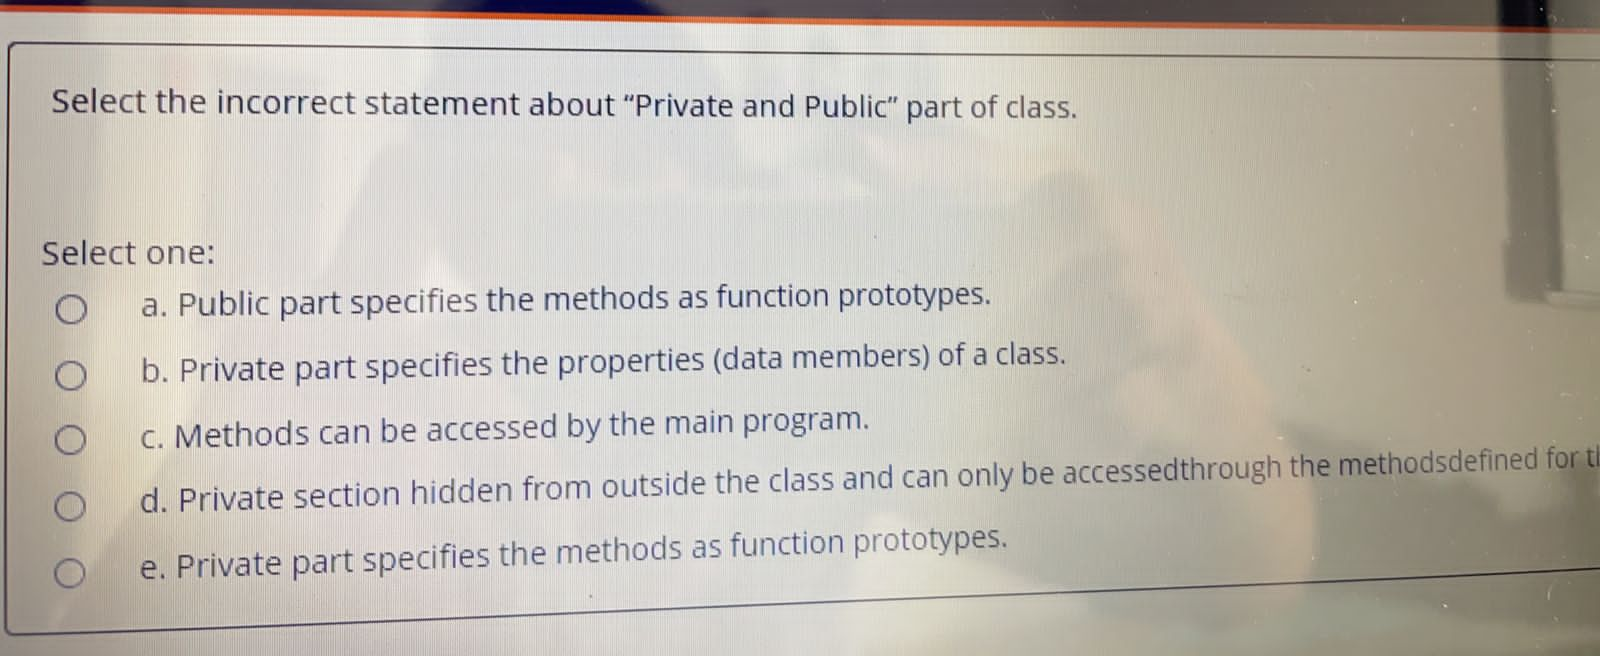 Select the incorrect statement about “Private and Public” part of class.
Select one:
a. Public part specifies the methods as function prototypes.
b. Private part specifies the properties (data members) of a class.
c. Methods can be accessed by the main program.
d. Private section hidden from outside the class and can only be accessedthrough the methodsdefined for
e. Private part specifies the methods as function prototypes.